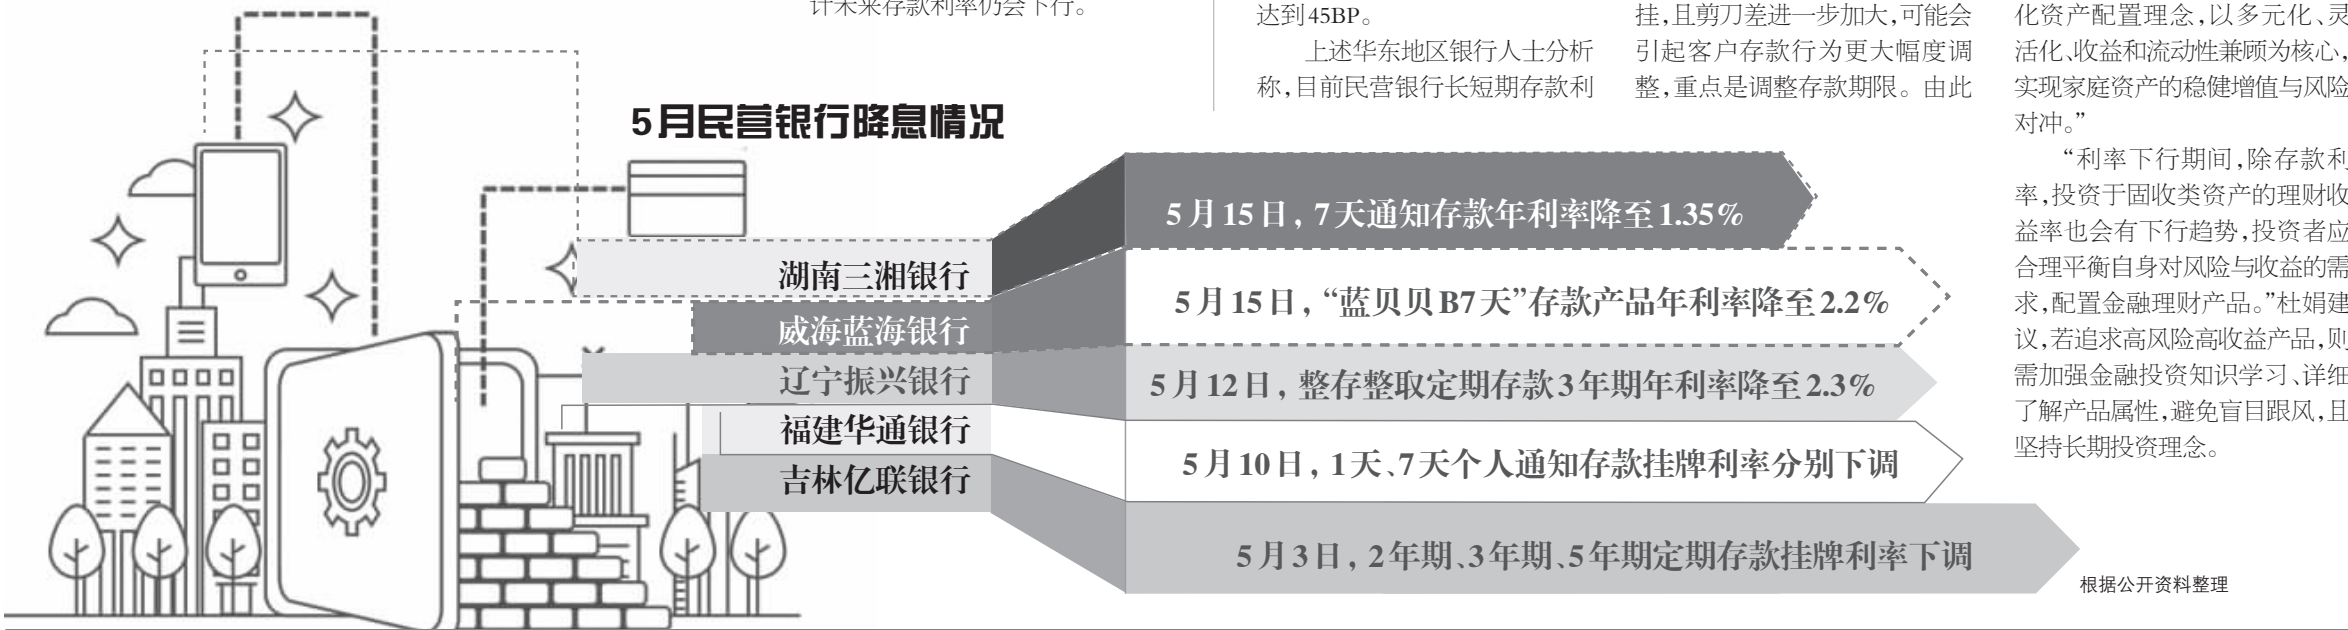 计未来存款利率仍会下行。
达到45BP。
上述华东地区银行人士分析
称，目前民营银行长短期存款利
挂，且剪刀差进一步加大，可能会
引起客户存款行为更大幅度调
整，重点是调整存款期限。由此
化资产配置理念，以多元化、灵
活化、收益和流动性兼顾为核心，
实现家庭资产的稳健增值与风险
对冲。”
“利率下行期间，除存款利
率，投资于固收类资产的理财收
益率也会有下行趋势，投资者应
合理平衡自身对风险与收益的需
求，配置金融理财产品。”杜娟建
议，若追求高风险高收益产品，则
需加强金融投资知识学习、详细
了解产品属性，避免盲目跟风，且
坚持长期投资理念。
5月民营银行降息情况
湖南三湘银行
5月15日，7天通知存款年利率降至1.35%
威海蓝海银行
5月15日，“蓝贝贝B7天”存款产品年利率降至2.2%
辽宁振兴银行
5月12日，整存整取定期存款3年期年利率降至2.3%
福建华通银行
5月10日，1天、7天个人通知存款挂牌利率分别下调
吉林亿联银行
5月3日，2年期、3年期、5年期定期存款挂牌利率下调
根据公开资料整理